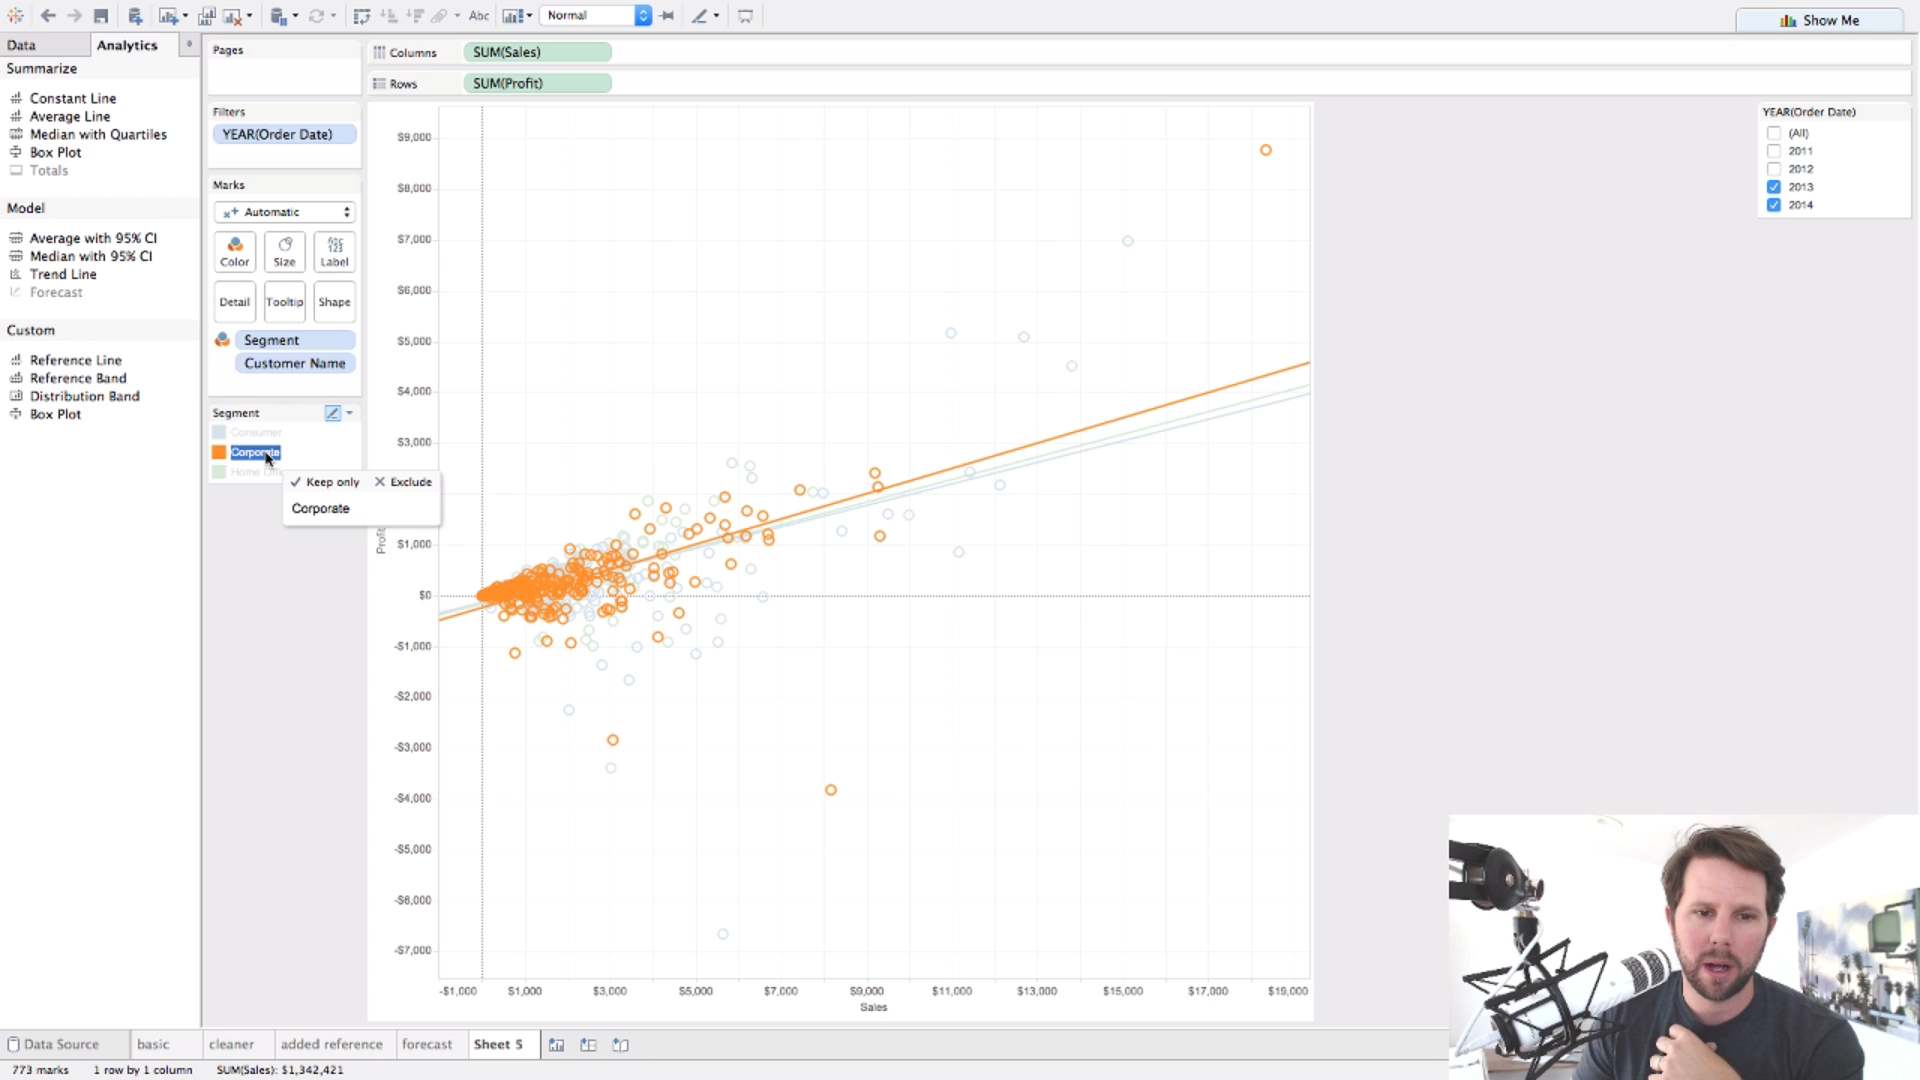 Abc
Normal
Show Me
Data
Analytics
Summarize
Constant Line
Average Line
Median with Quartiles
Box Plot
Totals
Model
Average with 95% CI
Median with 95% CI
Trend Line
Forecast
Custom
Reference Line
Reference Band
Distribution Band
Box Plot
Pages
Filters
YEAR(Order Date)
Marks
Automatic
Color
Size
Abc
123
Label
Detail
Tooltip
Shape
Segment
Customer Name
Segment
Consumer
Corporate
Home
Keep only
Exclude
Corporate
Columns
SUM(Sales)
Rows
SUM(Profit)
$9,000
$8,000
$7,000
$6,000
$5,000
$4,000
$3,000
$1,000
$0
-$1,000
-$2,000
-$3,000
-$4,000
-$5,000
-$6,000
-$7,000
-$1,000
$1,000
$3,000
$5,000
$7,000
$9,000
$11,000
$13,000
$15,000
$17,000
$19,000
Sales
YEAR(Order Date)
(All)
2011
2012
2013
2014
Data Source
basic
cleaner
added reference
forecast
Sheet 5
773 marks
1 row by 1 column
SUM(Sales): $1,342,421